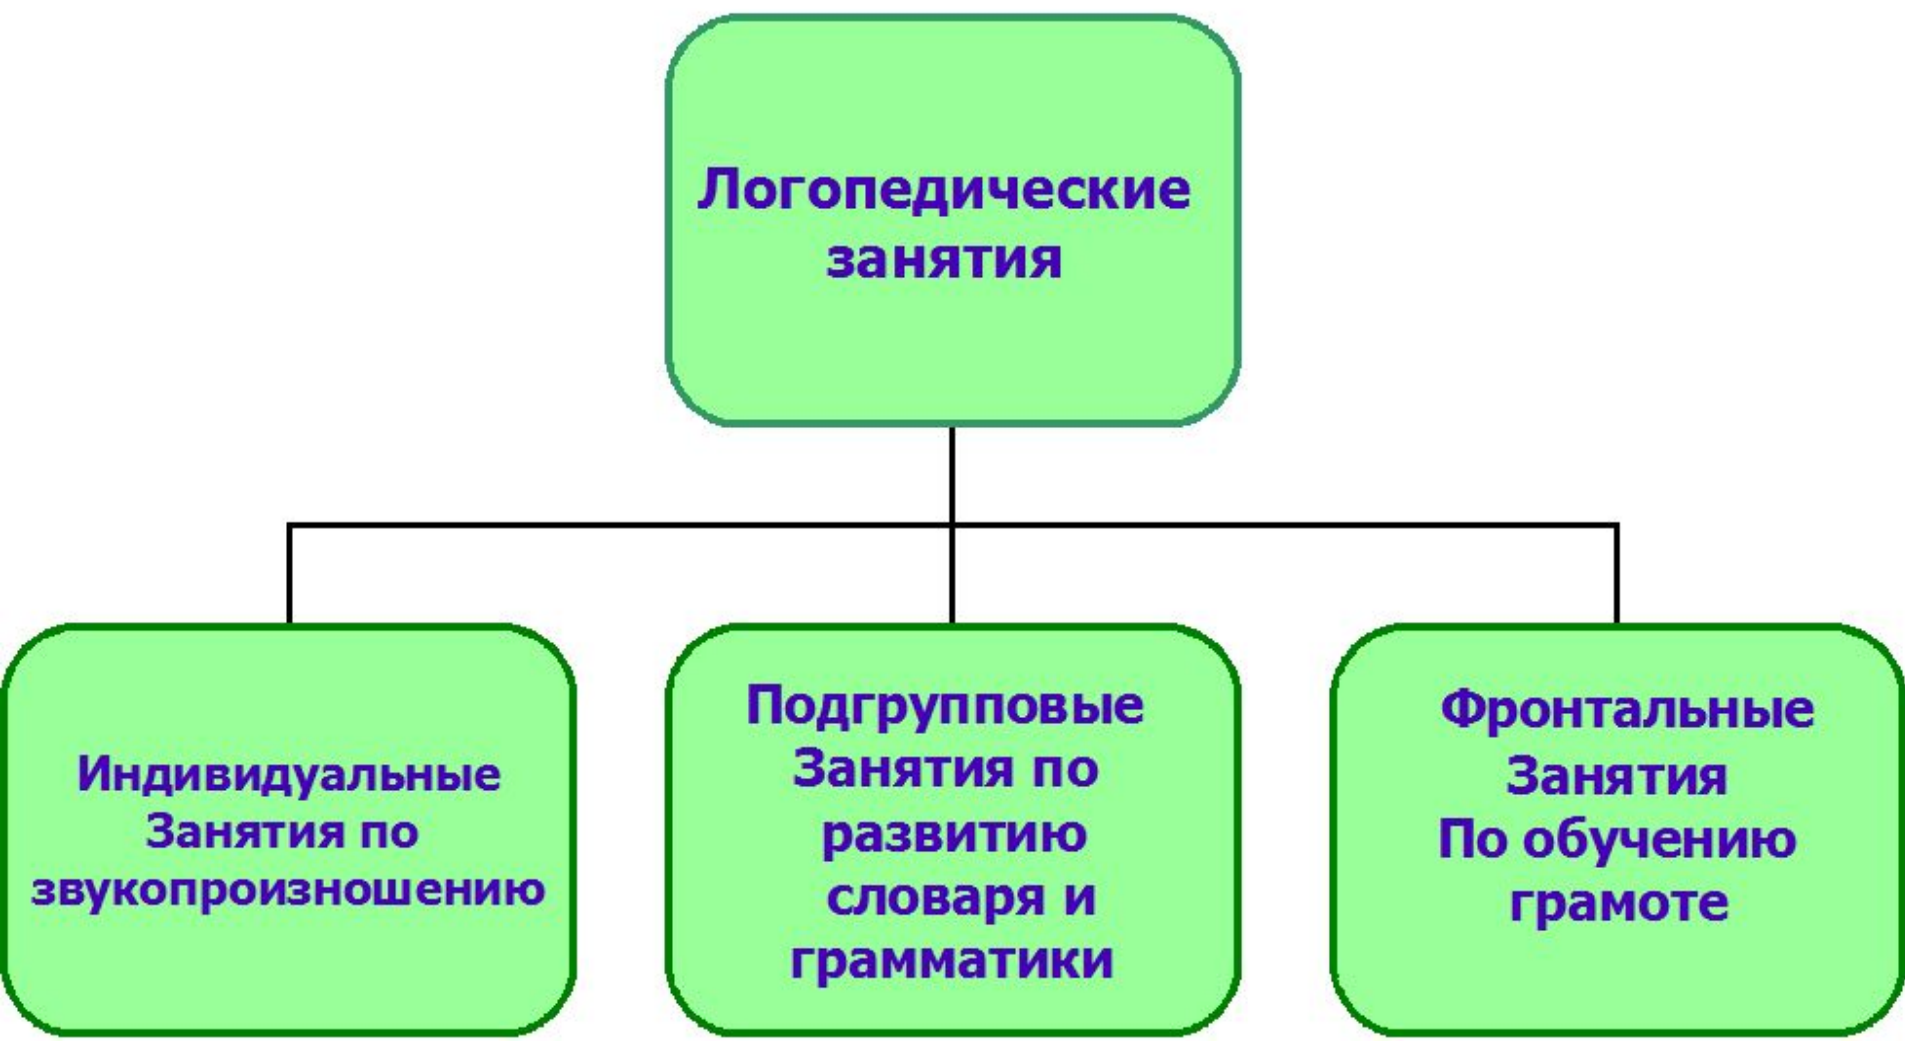 Логопедические
занятия
Индивидуальные
Занятия по
звукопроизношению
Подгрупповые
Занятия по
развитию
словаря и
грамматики
Фронтальные
Занятия
По обучению
грамоте